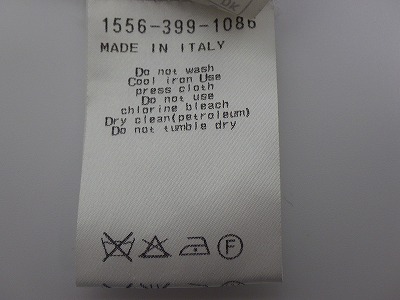 1556-399-1086
MADE IN ITALY
Do not wash
Cool iron Use
press cloth
Do not use
chlorine bleach
Dry clean(petroleum)
Do not tumble dry
F